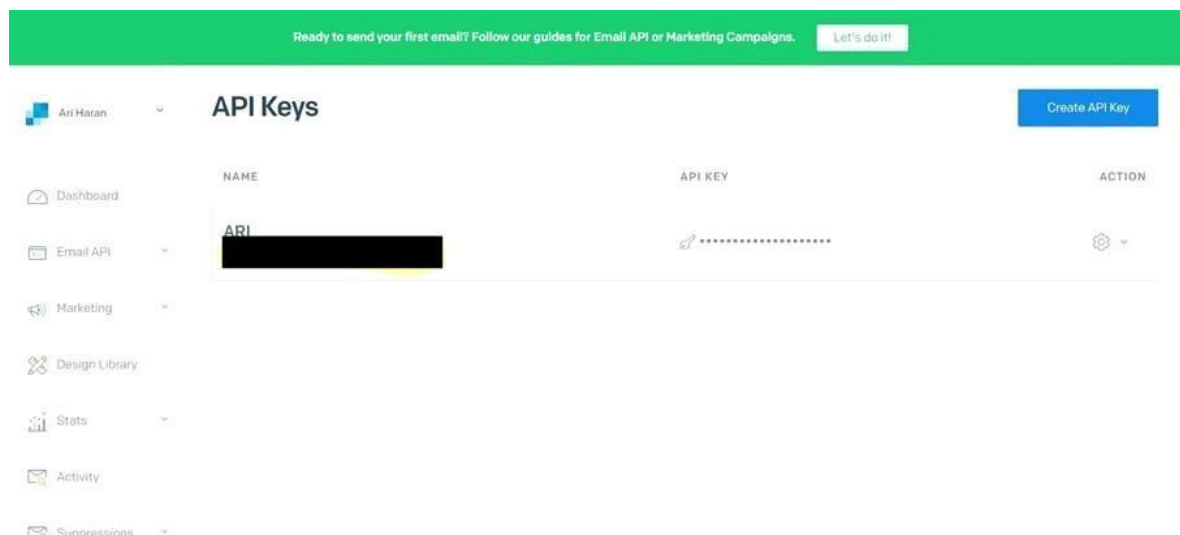 Ready to send your first email? Follow our guides for Email API or Marketing Campaigns. Let's do it!
Ari Haran
API Keys
Create API Key
NAME API KEY ACTION
Dashboard
ARI
Email API
Marketing
Design Library
Stats
Activity
Suppressions